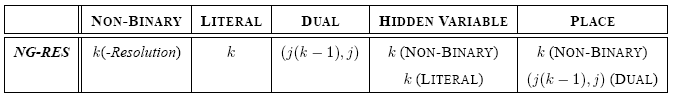 NON-BINARY LITERAL DUAL HIDDEN VARIABLE PLACE
NG-RES k(-Resolution) k (j(k − 1), j) k (NON-BINARY) k (NON-BINARY)
k (LITERAL) (j(k − 1), j) (DUAL)